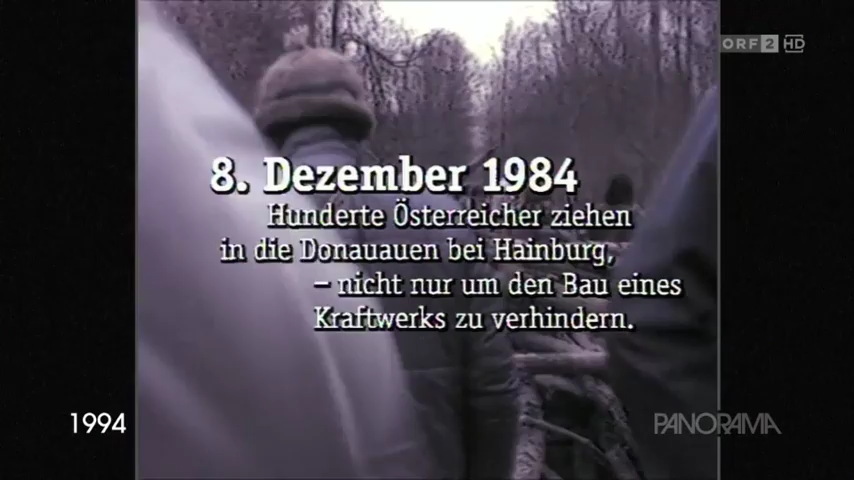 ORF 2 HD
8. Dezember 1984
Hunderte Österreicher ziehen
in die Donauauen bei Hainburg,
– nicht nur um den Bau eines
Kraftwerks zu verhindern.
1994
PANORAMA